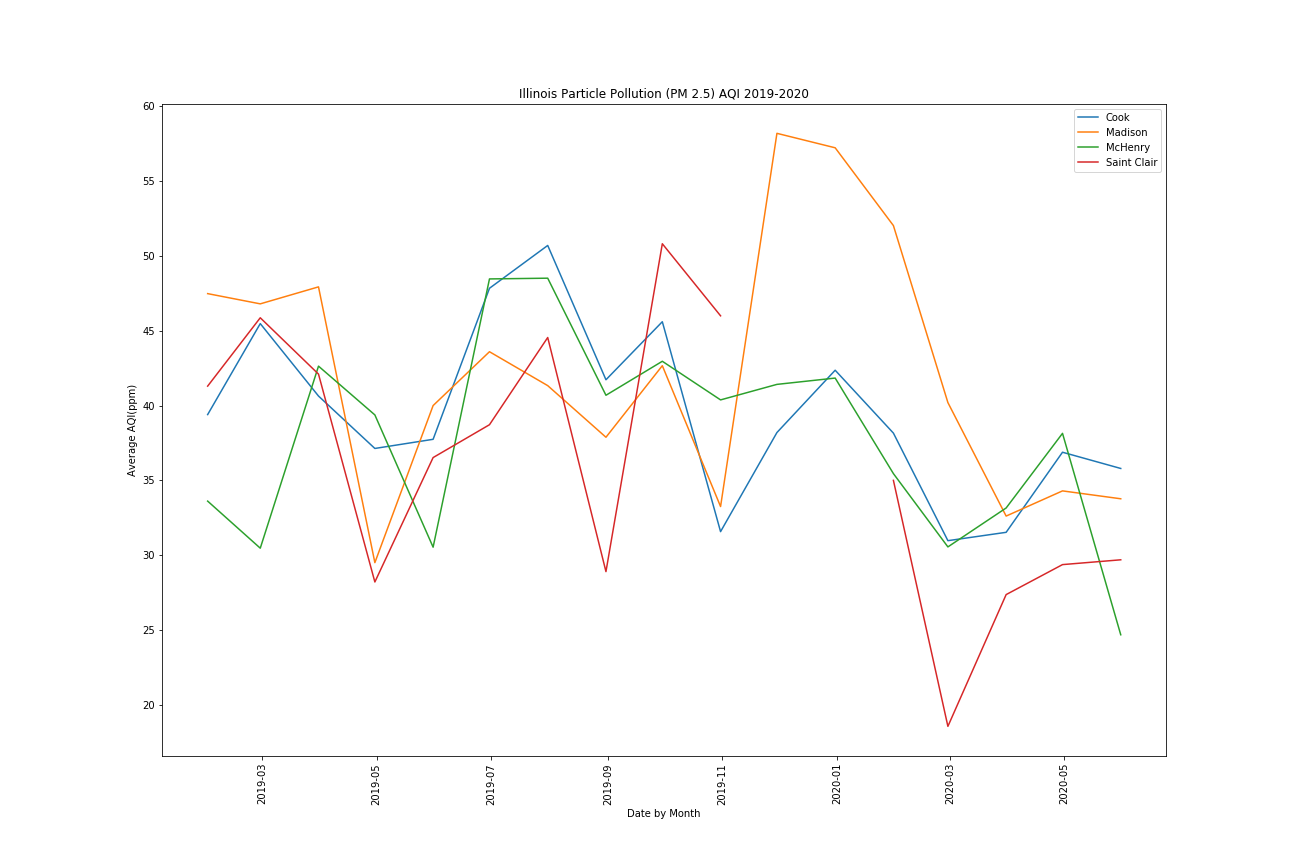 Illinois Particle Pollution (PM 2.5) AQI 2019-2020
60
55
50
45
40
35
30
25
20
Average AQI(ppm)
Cook
Madison
McHenry
Saint Clair
2019-03
2019-05
2019-07
2019-09
2019-11
2020-01
2020-03
2020-05
Date by Month